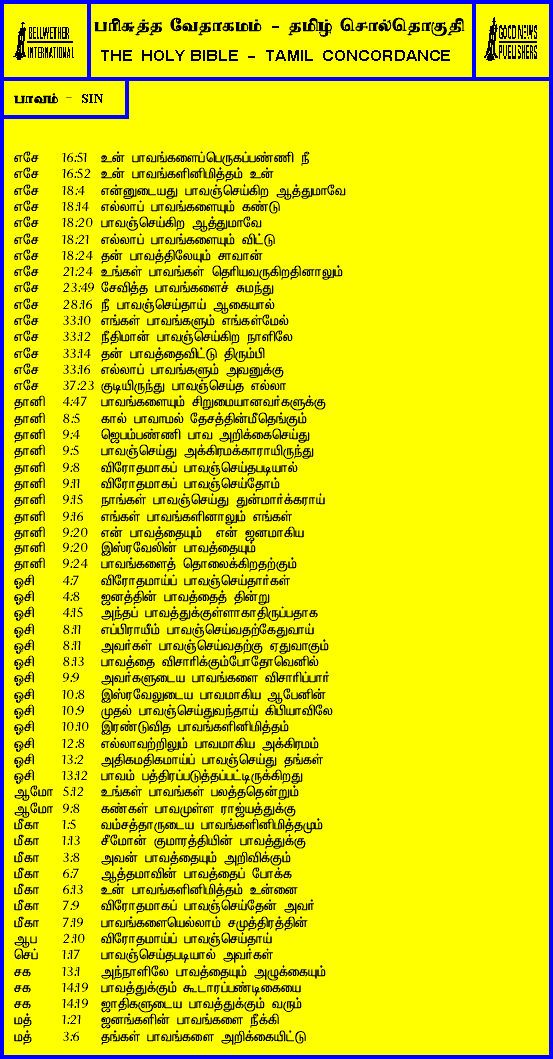 BELLWETHER
INTERNATIONAL
பரிசுத்த வேதாகமம் - தமிழ் சொல்தொகுதி
THE HOLY BIBLE - TAMIL CONCORDANCE
GOOD NEWS
PUBLISHERS
பாவம் - SIN
எசே 16:51 உன் பாவங்களைப்பெருகப்பண்ணி நீ
எசே 16:52 உன் பாவங்களினிமித்தம் உன்
எசே 18:4 என்னுடையது பாவஞ்செய்கிற ஆத்துமாவே
எசே 18:14 எல்லாப் பாவங்களையும் கண்டு
எசே 18:20 பாவஞ்செய்கிற ஆத்துமாவே
எசே 18:21 எல்லாப் பாவங்களையும் விட்டு
எசே 18:24 தன் பாவத்திலேயும் சாவான்
எசே 21:24 உங்கள் பாவங்கள் தெரியவருகிறதினாலும்
எசே 23:49 சேவித்த பாவங்களைச் சுமந்து
எசே 28:16 நீ பாவஞ்செய்தாய் ஆகையால்
எசே 33:10 எங்கள் பாவங்களும் எங்கள்மேல்
எசே 33:12 நீதிமான் பாவஞ்செய்கிற நாளிலே
எசே 33:14 தன் பாவத்தைவிட்டு திரும்பி
எசே 33:16 எல்லாப் பாவங்களும் அவனுக்கு
எசே 37:23 குடியிருந்து பாவஞ்செய்த எல்லா
தானி 4:47 பாவங்களையும் சிறுமையானவர்களுக்கு
தானி 8:5 கால் பாவாமல் தேசத்தின்மீதெங்கும்
தானி 9:4 ஜெபம்பண்ணி பாவ அறிக்கைசெய்து
தானி 9:5 பாவஞ்செய்து அக்கிரமக்காராயிருந்து
தானி 9:8 விரோதமாகப் பாவஞ்செய்தபடியால்
தானி 9:11 விரோதமாகப் பாவஞ்செய்தோம்
தானி 9:15 நாங்கள் பாவஞ்செய்து துன்மார்க்கராய்
தானி 9:16 எங்கள் பாவங்களினாலும் எங்கள்
தானி 9:20 என் பாவத்தையும் என் ஜனமாகிய
தானி 9:20 இஸ்ரவேலின் பாவத்தையும்
தானி 9:24 பாவங்களைத் தொலைக்கிறதற்கும்
ஓசி 4:7 விரோதமாய்ப் பாவஞ்செய்தார்கள்
ஓசி 4:8 ஜனத்தின் பாவத்தைத் தின்று
ஓசி 4:15 அந்தப் பாவத்துக்குள்ளாகாதிருப்பதாக
ஓசி 8:11 எப்பிராயீம் பாவஞ்செய்வதற்கேதுவாய்
ஓசி 8:11 அவர்கள் பாவஞ்செய்வதற்கு ஏதுவாகும்
ஓசி 8:13 பாவத்தை விசாரிக்கும்போதோவெனில்
ஓசி 9:9 அவர்களுடைய பாவங்களை விசாரிப்பார்
ஓசி 10:8 இஸ்ரவேலுடைய பாவமாகிய ஆபேனின்
ஓசி 10:9 முதல் பாவஞ்செய்துவந்தாய் கிபியாவிலே
ஓசி 10:10 இரண்டுவித பாவங்களினிமித்தம்
ஓசி 12:8 எல்லாவற்றிலும் பாவமாகிய அக்கிரமம்
ஓசி 13:2 அதிகமதிகமாய்ப் பாவஞ்செய்து தங்கள்
ஓசி 13:12 பாவம் பத்திரப்படுத்தப்பட்டிருக்கிறது
ஆமோ 5:12 உங்கள் பாவங்கள் பலத்ததென்றும்
ஆமோ 9:8 கண்கள் பாவமுள்ள ராஜ்யத்துக்கு
மீகா 1:5 வம்சத்தாருடைய பாவங்களினிமித்தமும்
மீகா 1:13 சீமோன் குமாரத்தியின் பாவத்துக்கு
மீகா 3:8 அவன் பாவத்தையும் அறிவிக்கும்
மீகா 6:7 ஆத்தமாவின் பாவத்தைப் போக்க
மீகா 6:13 உன் பாவங்களினிமித்தம் உன்னை
மீகா 7:9 விரோதமாகப் பாவஞ்செய்தேன் அவர்
மீகா 7:19 பாவங்களையெல்லாம் சமுத்திரத்தின்
ஆப 2:10 விரோதமாய்ப் பாவஞ்செய்தாய்
செப் 1:17 பாவஞ்செய்தபடியால் அவர்கள்
சக 13:1 அந்நாளிலே பாவத்தையும் அழுக்கையும்
சக 14:19 பாவத்துக்கும் கூடாரப்பண்டிகையை
சக 14:19 ஜாதிகளுடைய பாவத்துக்கும் வரும்
மத் 1:21 ஜனங்களின் பாவங்களை நீக்கி
மத் 3:6 தங்கள் பாவங்களை அறிக்கையிட்டு